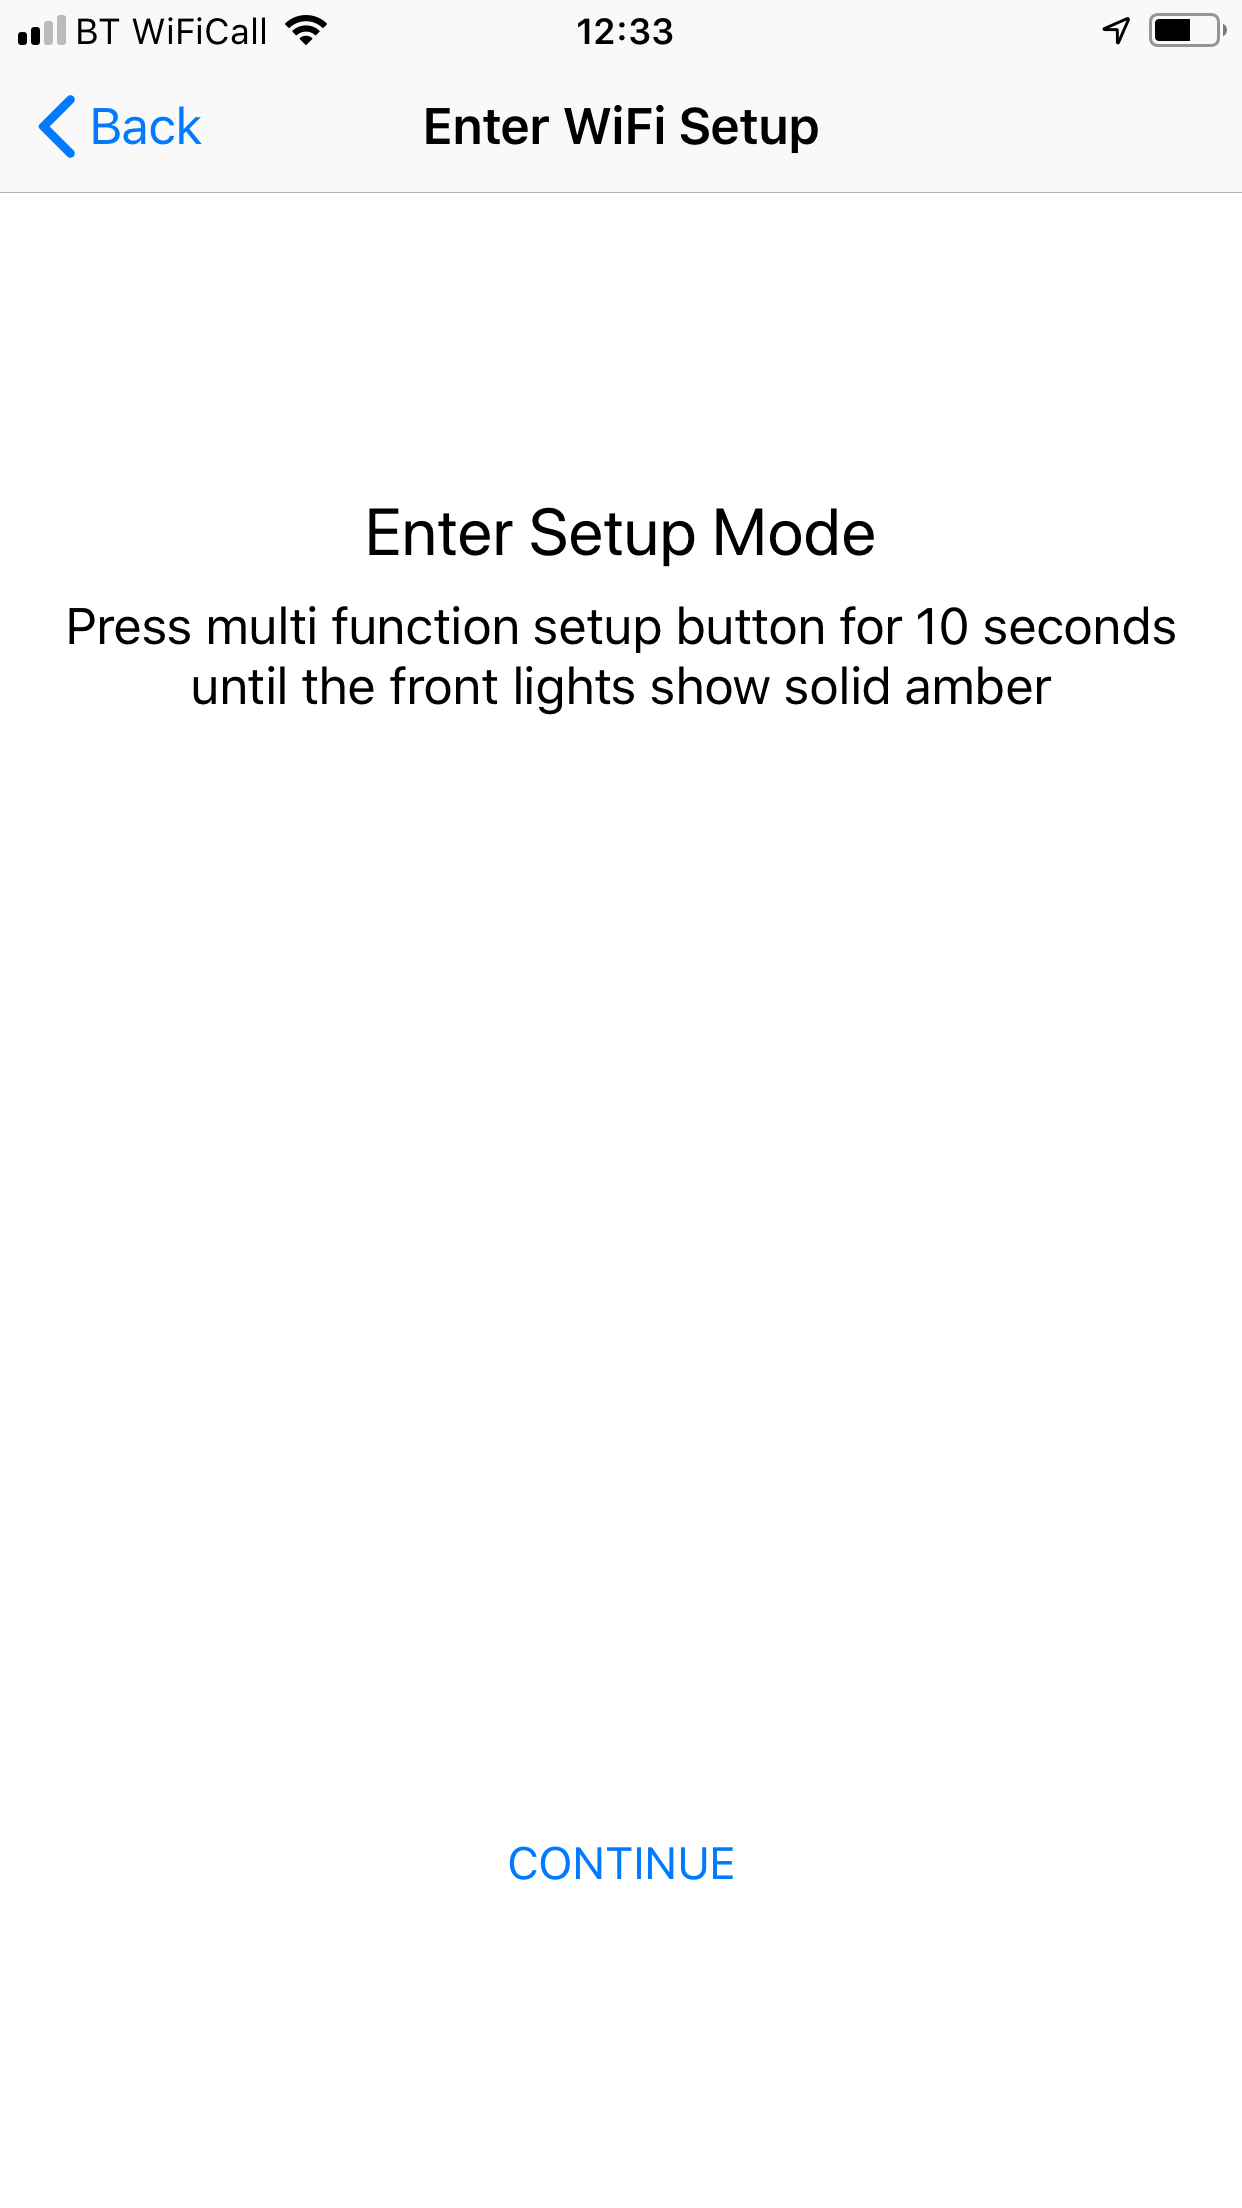 BT WiFiCall
12:33
Back
Enter WiFi Setup
Enter Setup Mode
Press multi function setup button for 10 seconds
until the front lights show solid amber
CONTINUE